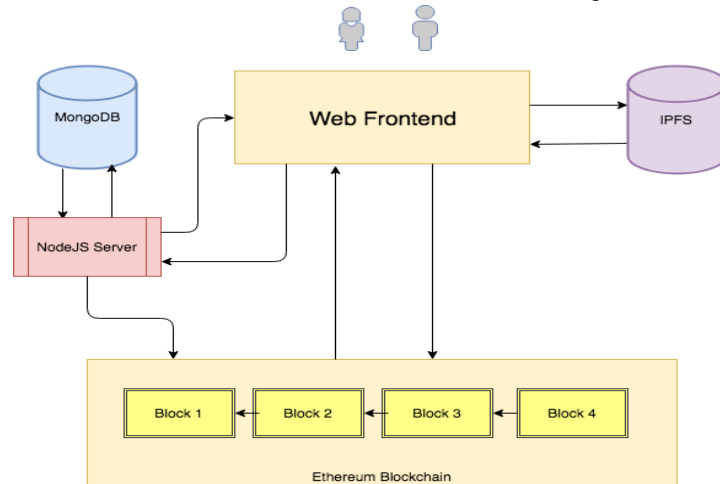 MongoDB
Web Frontend
IPFS
NodeJS Server
Block 1
Block 2
Block 3
Block 4
Ethereum Blockchain